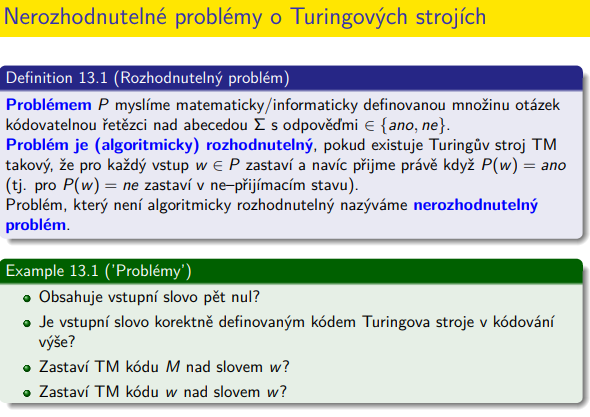 Nerozhodnutelné problémy o Turingových strojích
Definition 13.1 (Rozhodnutelný problém)
Problémem P myslíme matematicky/informaticky definovanou množinu otázek
kódovatelnou řetězci nad abecedou Σ s odpověďmi ∈ {ano, ne}.
Problém je (algoritmicky) rozhodnutelný, pokud existuje Turingův stroj TM
takový, že pro každý vstup w ∈ P zastaví a navíc přijme právě když P(w) = ano
(tj. pro P(w) = ne zastaví v ne–přijímacím stavu).
Problém, který není algoritmicky rozhodnutelný nazýváme nerozhodnutelný
problém.
Example 13.1 ('Problémy')
Obsahuje vstupní slovo pět nul?
Je vstupní slovo korektně definovaným kódem Turingova stroje v kódování
výše?
Zastaví TM kódu M nad slovem w?
Zastaví TM kódu w nad slovem w?